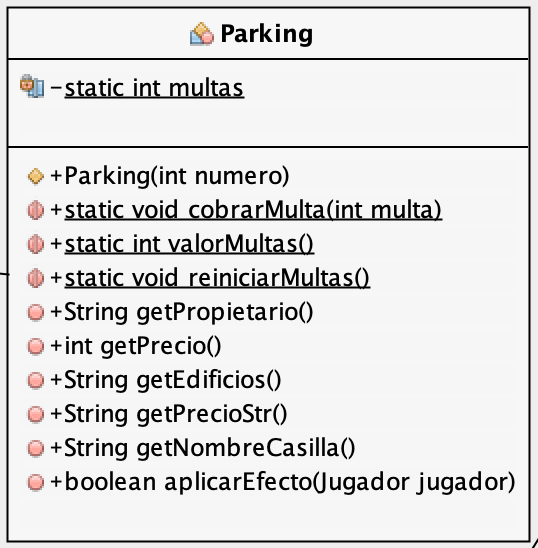 Parking
-static int multas
+Parking(int numero)
+static void cobrarMulta(int multa)
+static int valorMultas()
+static void reiniciarMultas()
+String getPropietario()
+int getPrecio()
+String getEdificios()
+String getPrecioStr()
+String getNombreCasilla()
+boolean aplicarEfecto(Jugador jugador)